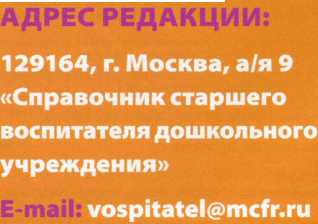 АДРЕС РЕДАКЦИИ:
129164, г. Москва, а/я 9
«Справочник старшего
воспитателя дошкольного
учреждения»
E-mail: vospitatel@mcfr.ru